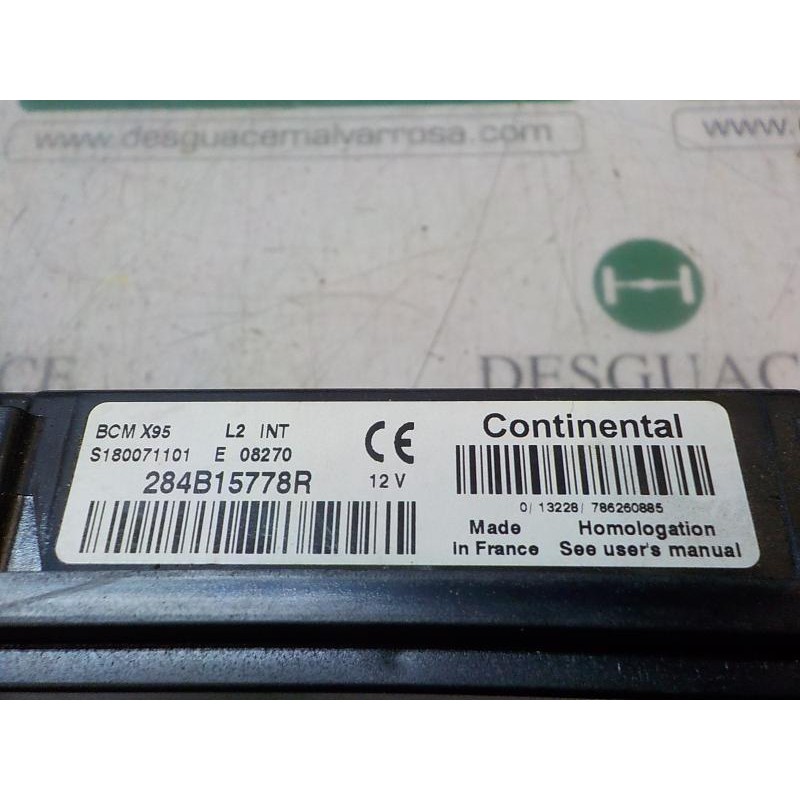 www.desguacemalvarrosa.com
www.
DESGUACE
BCM X95 L2 INT
S180071101 E 08270
284B15778R
CE
12 V
Continental
0/ 13228/ 786260885
Made in France
Homologation
See user's manual